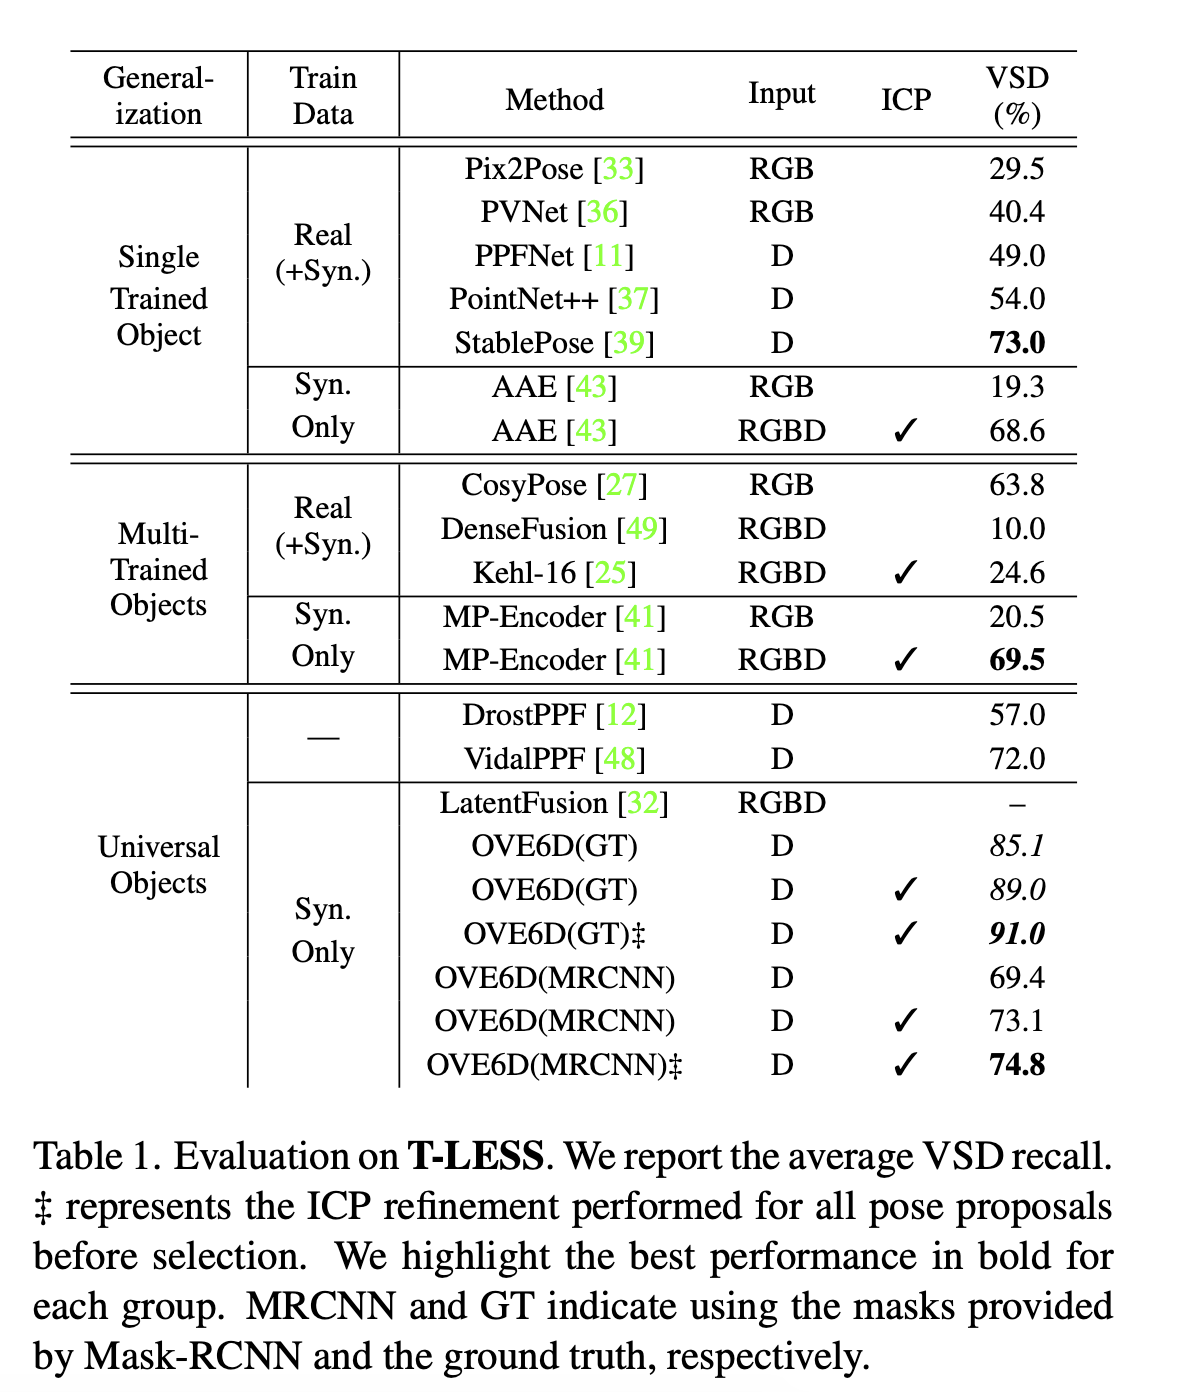 General-ization Train Data Method Input ICP VSD (%)
Single Trained Object Real (+Syn.) Pix2Pose [33] RGB 29.5
PVNet [36] RGB 40.4
PPFNet [11] D 49.0
PointNet++ [37] D 54.0
StablePose [39] D 73.0
Syn. Only AAE [43] RGB 19.3
AAE [43] RGBD ✓ 68.6
Multi-Trained Objects Real (+Syn.) CosyPose [27] RGB 63.8
DenseFusion [49] RGBD 10.0
Kehl-16 [25] RGBD ✓ 24.6
Syn. Only MP-Encoder [41] RGB 20.5
MP-Encoder [41] RGBD ✓ 69.5
Universal Objects — DrostPPF [12] D 57.0
VidalPPF [48] D 72.0
Syn. Only LatentFusion [32] RGBD –
OVE6D(GT) D 85.1
OVE6D(GT) D ✓ 89.0
OVE6D(GT)‡ D ✓ 91.0
OVE6D(MRCNN) D 69.4
OVE6D(MRCNN) D ✓ 73.1
OVE6D(MRCNN)‡ D ✓ 74.8
Table 1. Evaluation on T-LESS. We report the average VSD recall.
‡ represents the ICP refinement performed for all pose proposals
before selection. We highlight the best performance in bold for
each group. MRCNN and GT indicate using the masks provided
by Mask-RCNN and the ground truth, respectively.